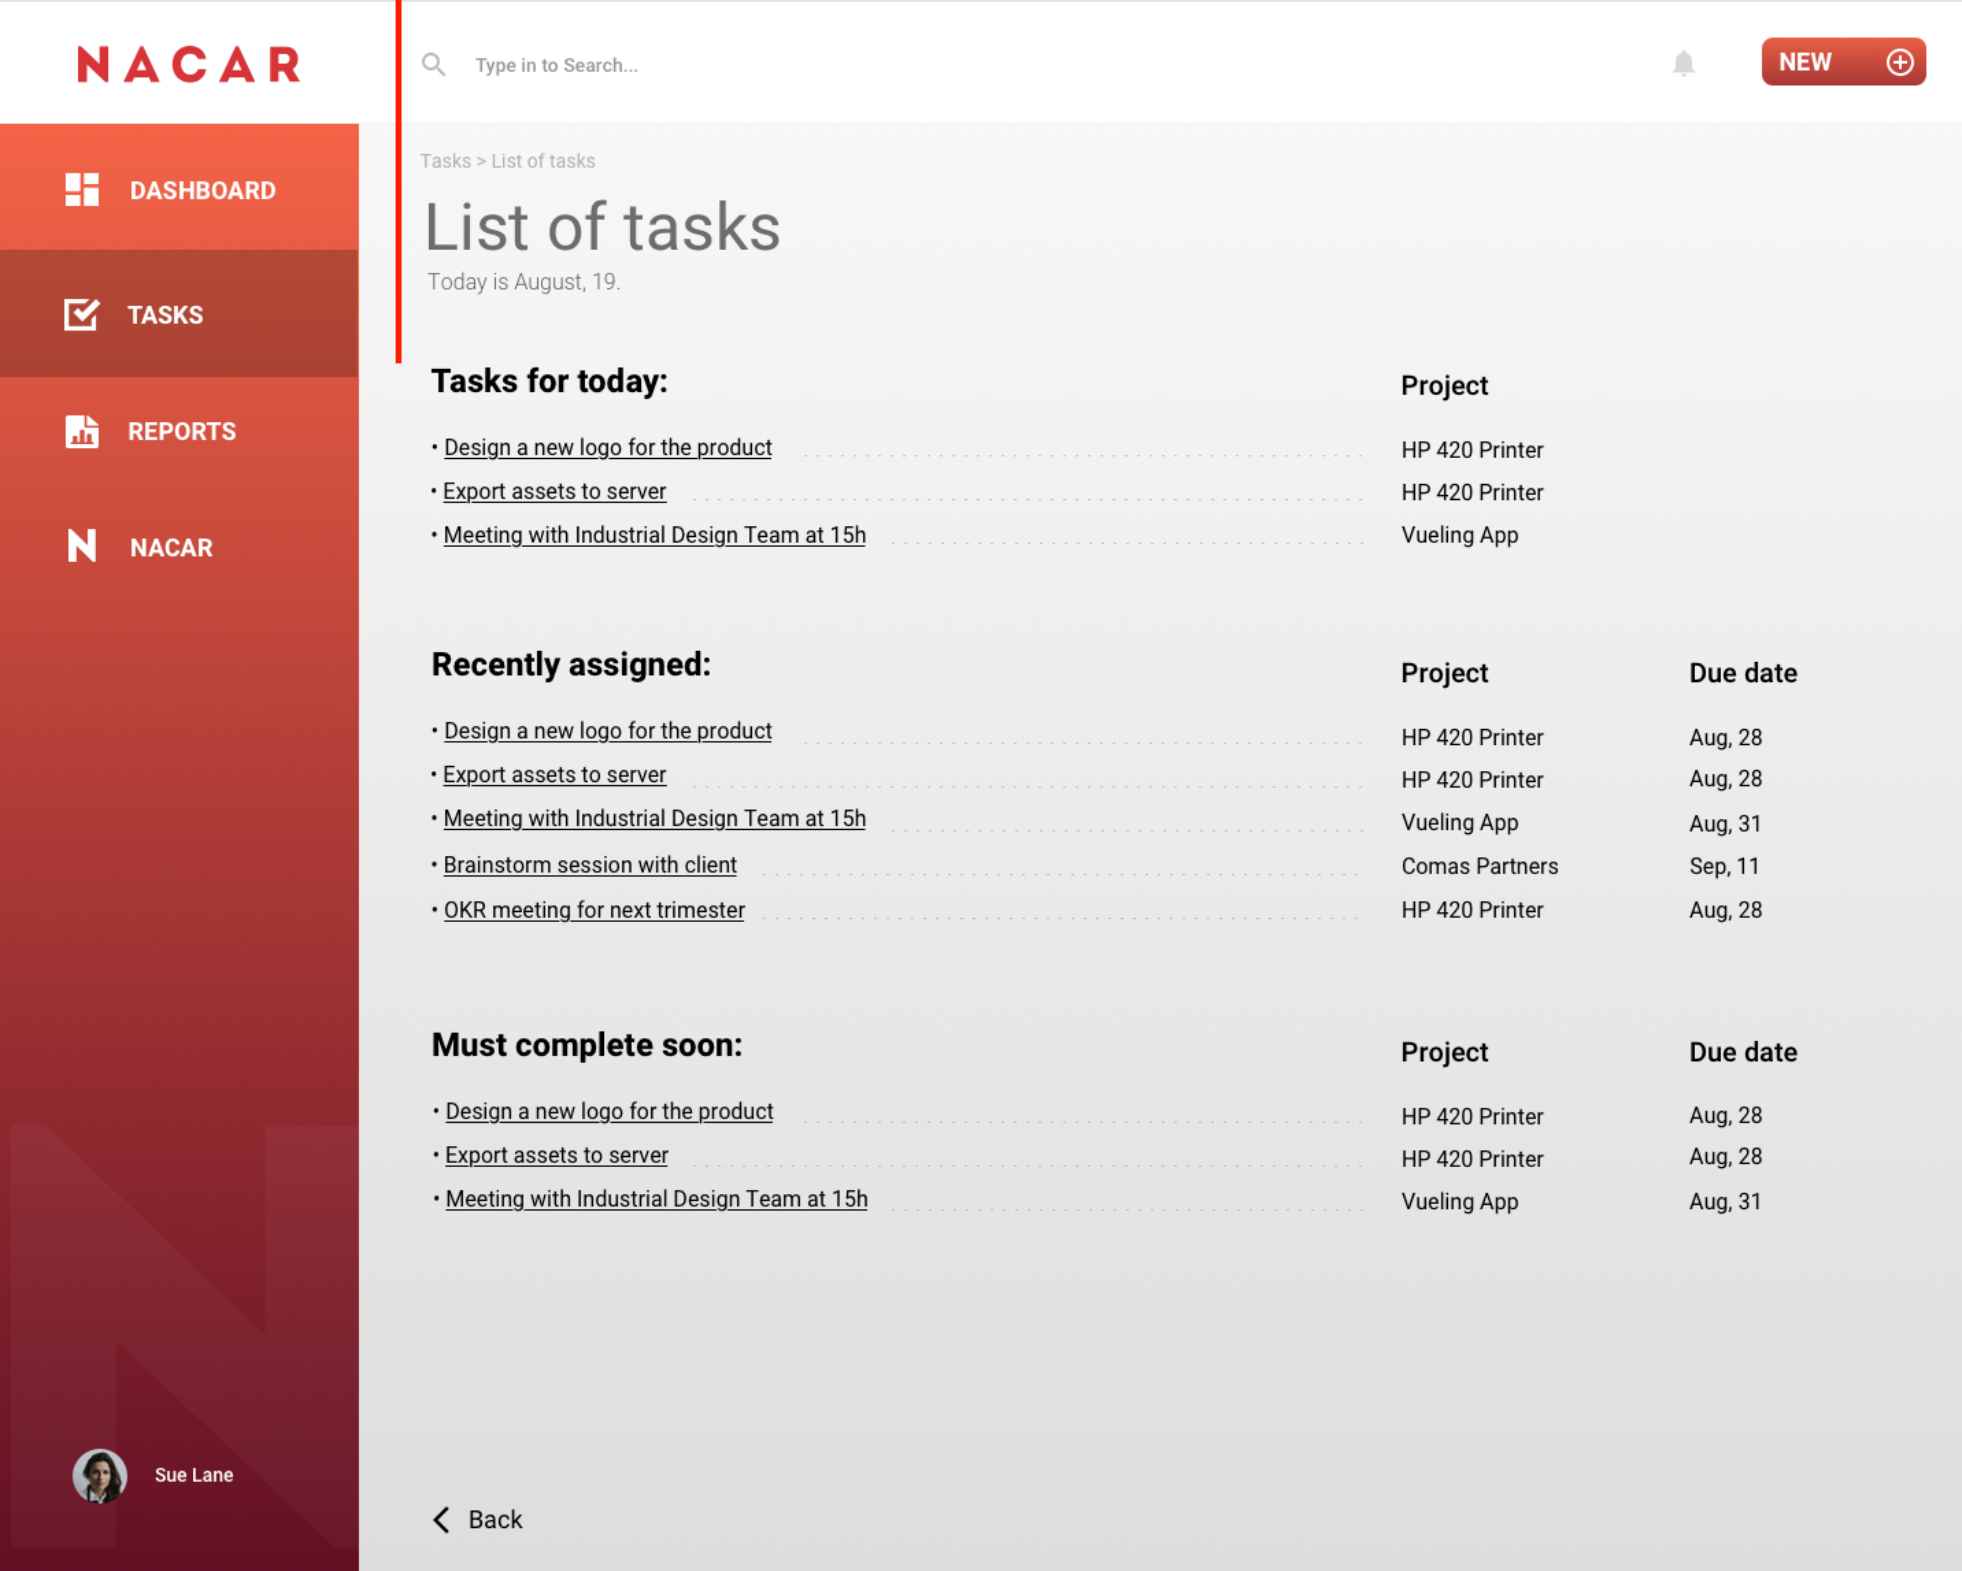 NACAR
Type in to Search...
NEW
DASHBOARD
TASKS
REPORTS
NACAR
Sue Lane
Tasks > List of tasks
List of tasks
Today is August, 19.
Tasks for today: Project
• Design a new logo for the product HP 420 Printer
• Export assets to server HP 420 Printer
• Meeting with Industrial Design Team at 15h Vueling App
Recently assigned: Project Due date
• Design a new logo for the product HP 420 Printer Aug, 28
• Export assets to server HP 420 Printer Aug, 28
• Meeting with Industrial Design Team at 15h Vueling App Aug, 31
• Brainstorm session with client Comas Partners Sep, 11
• OKR meeting for next trimester HP 420 Printer Aug, 28
Must complete soon: Project Due date
• Design a new logo for the product HP 420 Printer Aug, 28
• Export assets to server HP 420 Printer Aug, 28
• Meeting with Industrial Design Team at 15h Vueling App Aug, 31
Back